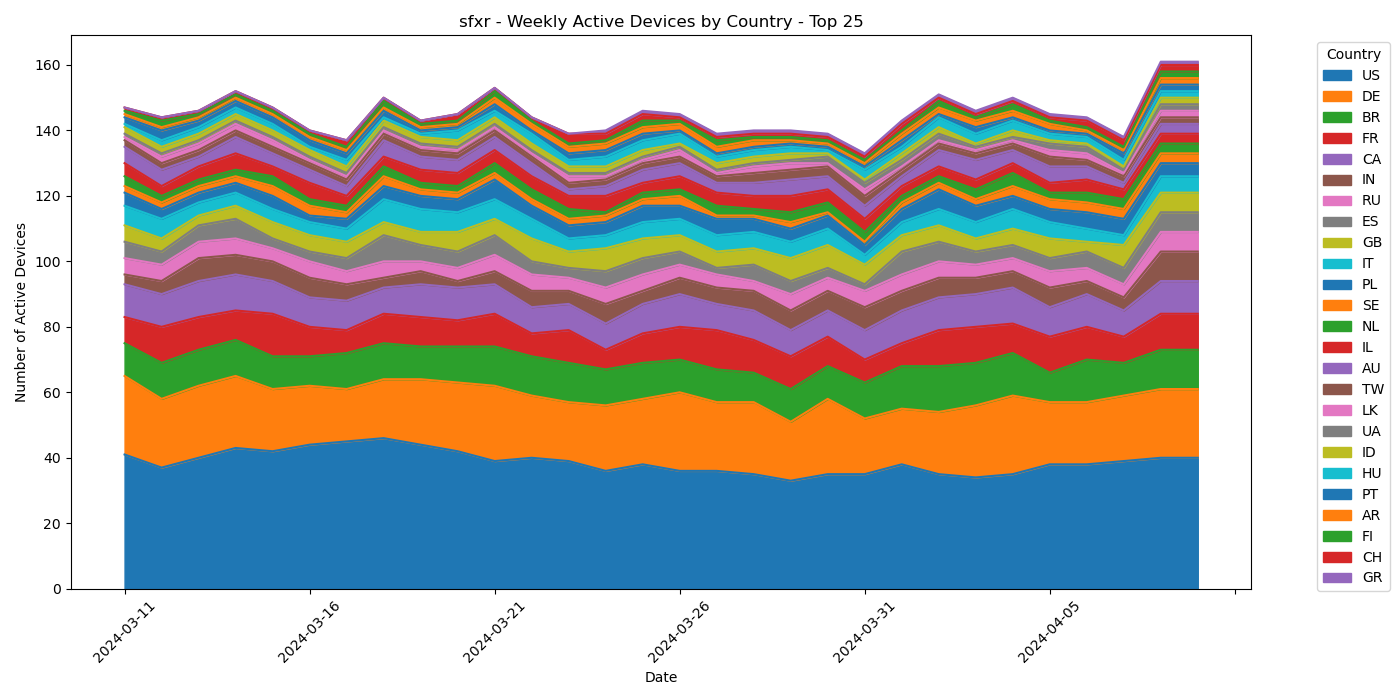 sfxr - Weekly Active Devices by Country - Top 25
Number of Active Devices
160
140
120
100
80
60
40
20
0
2024-03-11
2024-03-16
2024-03-21
2024-03-26
2024-03-31
2024-04-05
Date
Country
US
DE
BR
FR
CA
IN
RU
ES
GB
IT
PL
SE
NL
IL
AU
TW
LK
UA
ID
HU
PT
AR
FI
CH
GR